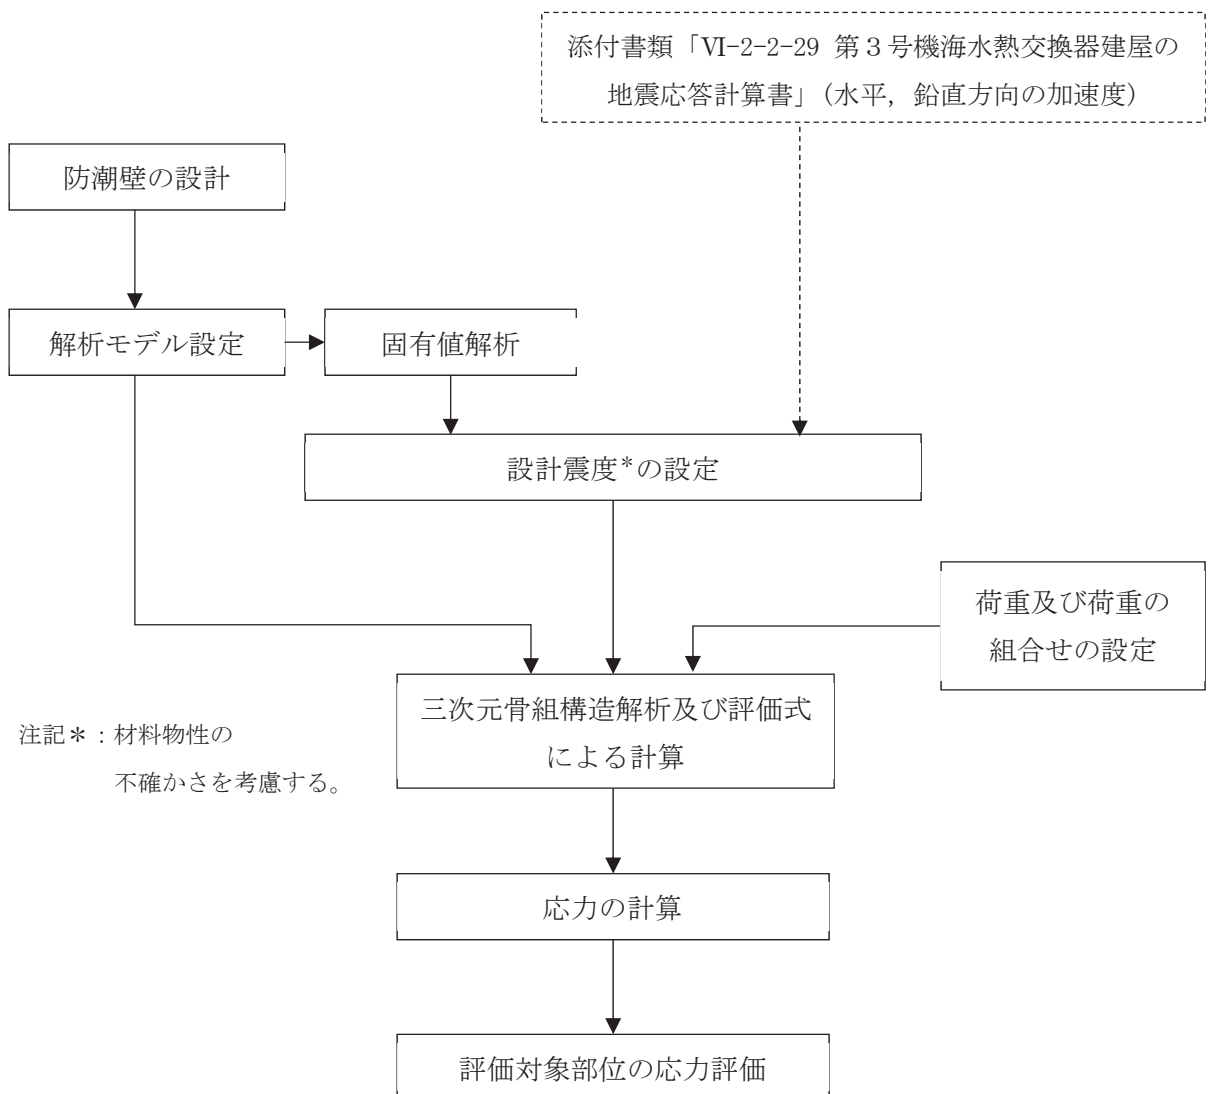 添付書類「Ⅵ-2-2-29 第3号機海水熱交換器建屋の
地震応答計算書」(水平,鉛直方向の加速度)
防潮壁の設計
解析モデル設定
固有値解析
設計震度*の設定
荷重及び荷重の
組合せの設定
三次元骨組構造解析及び評価式
による計算
注記*:材料物性の
不確かさを考慮する。
応力の計算
評価対象部位の応力評価